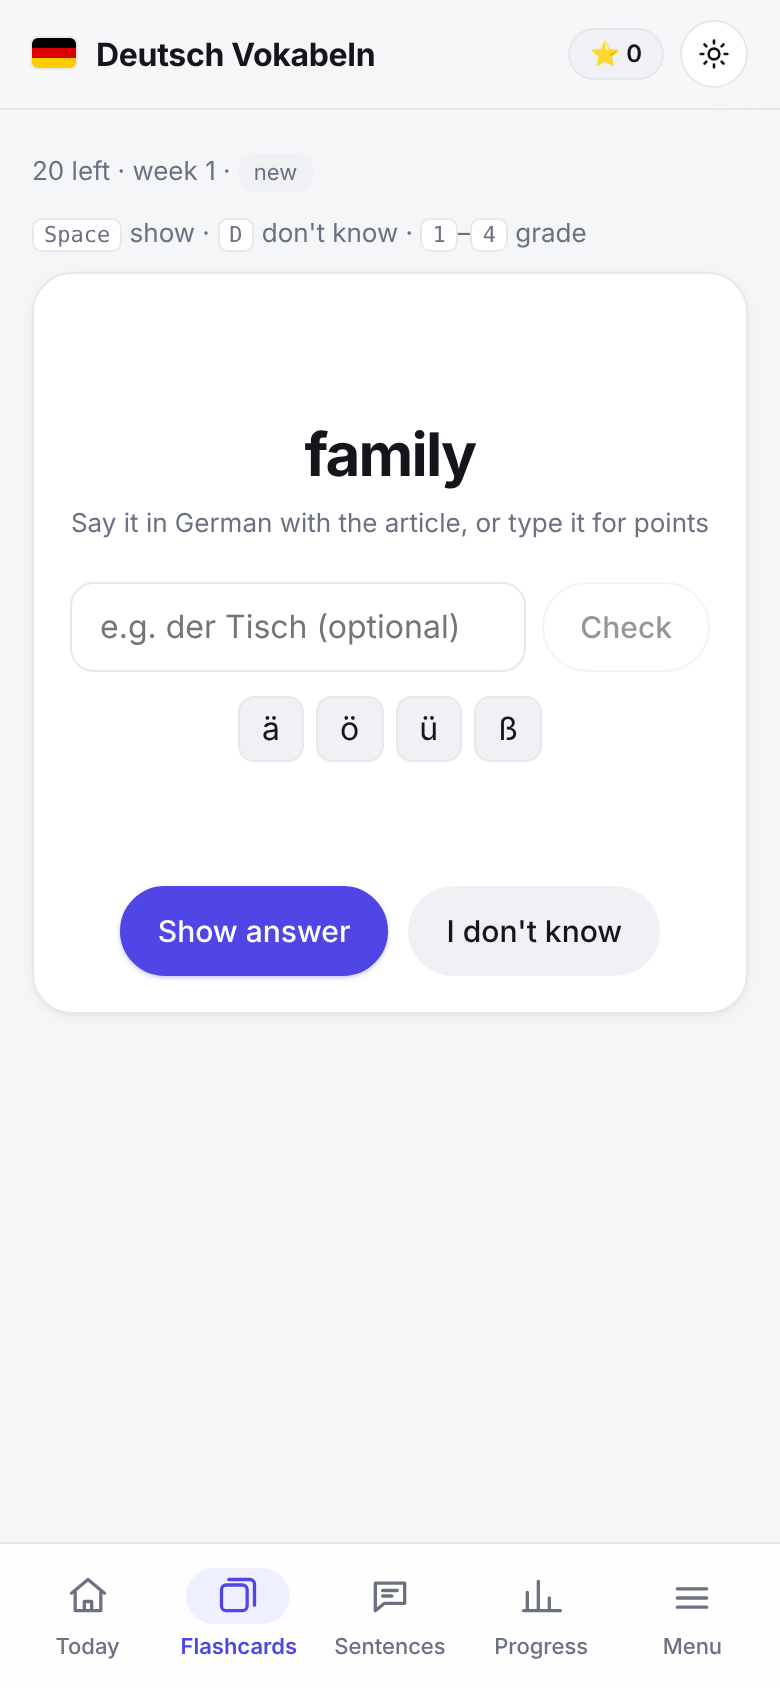 Deutsch Vokabeln
⭐ 0
20 left · week 1 · new
Space show · D don't know · 1–4 grade
family
Say it in German with the article, or type it for points
e.g. der Tisch (optional)
Check
ä ö ü ß
Show answer
I don't know
Today
Flashcards
Sentences
Progress
Menu